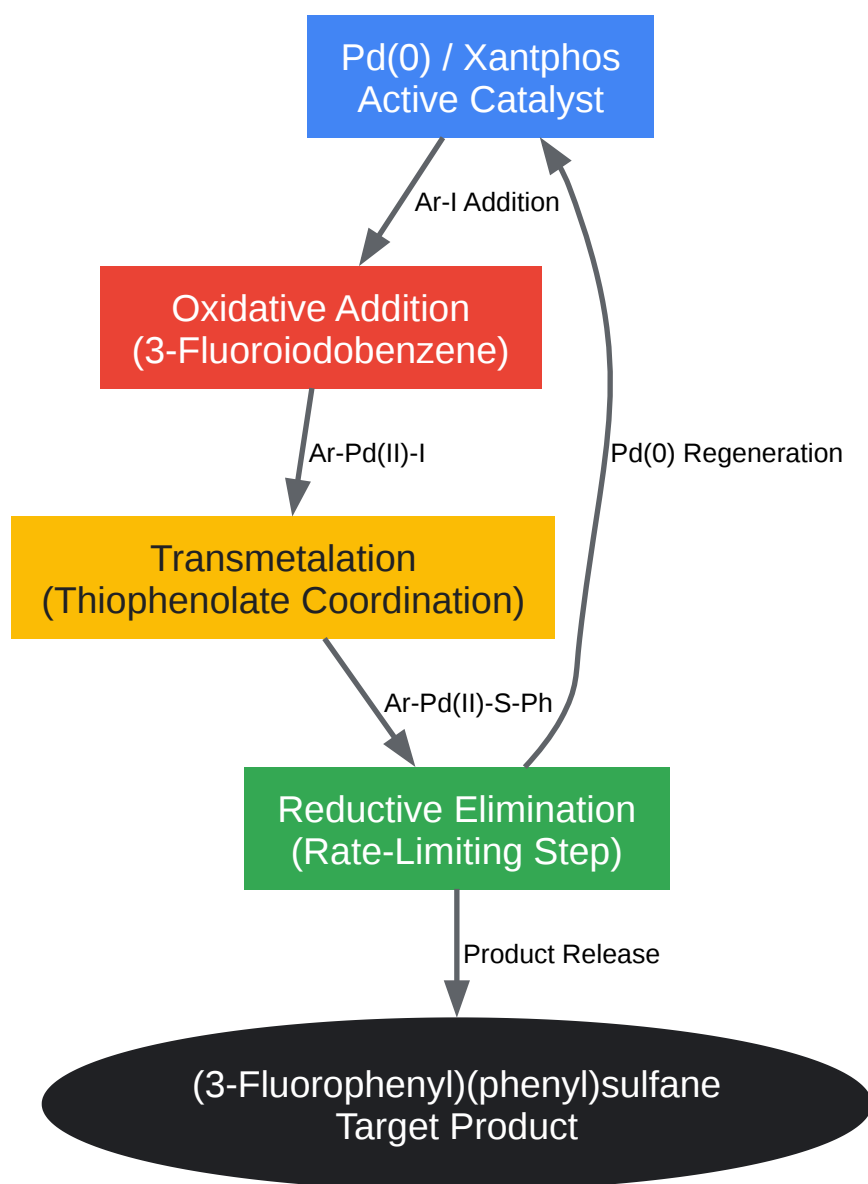 Pd(0) / Xantphos
Active Catalyst
Ar-I Addition
Oxidative Addition
(3-Fluoroiodobenzene)
Ar-Pd(II)-I
Pd(0) Regeneration
Transmetalation
(Thiophenolate Coordination)
Ar-Pd(II)-S-Ph
Reductive Elimination
(Rate-Limiting Step)
Product Release
(3-Fluorophenyl)(phenyl)sulfane
Target Product